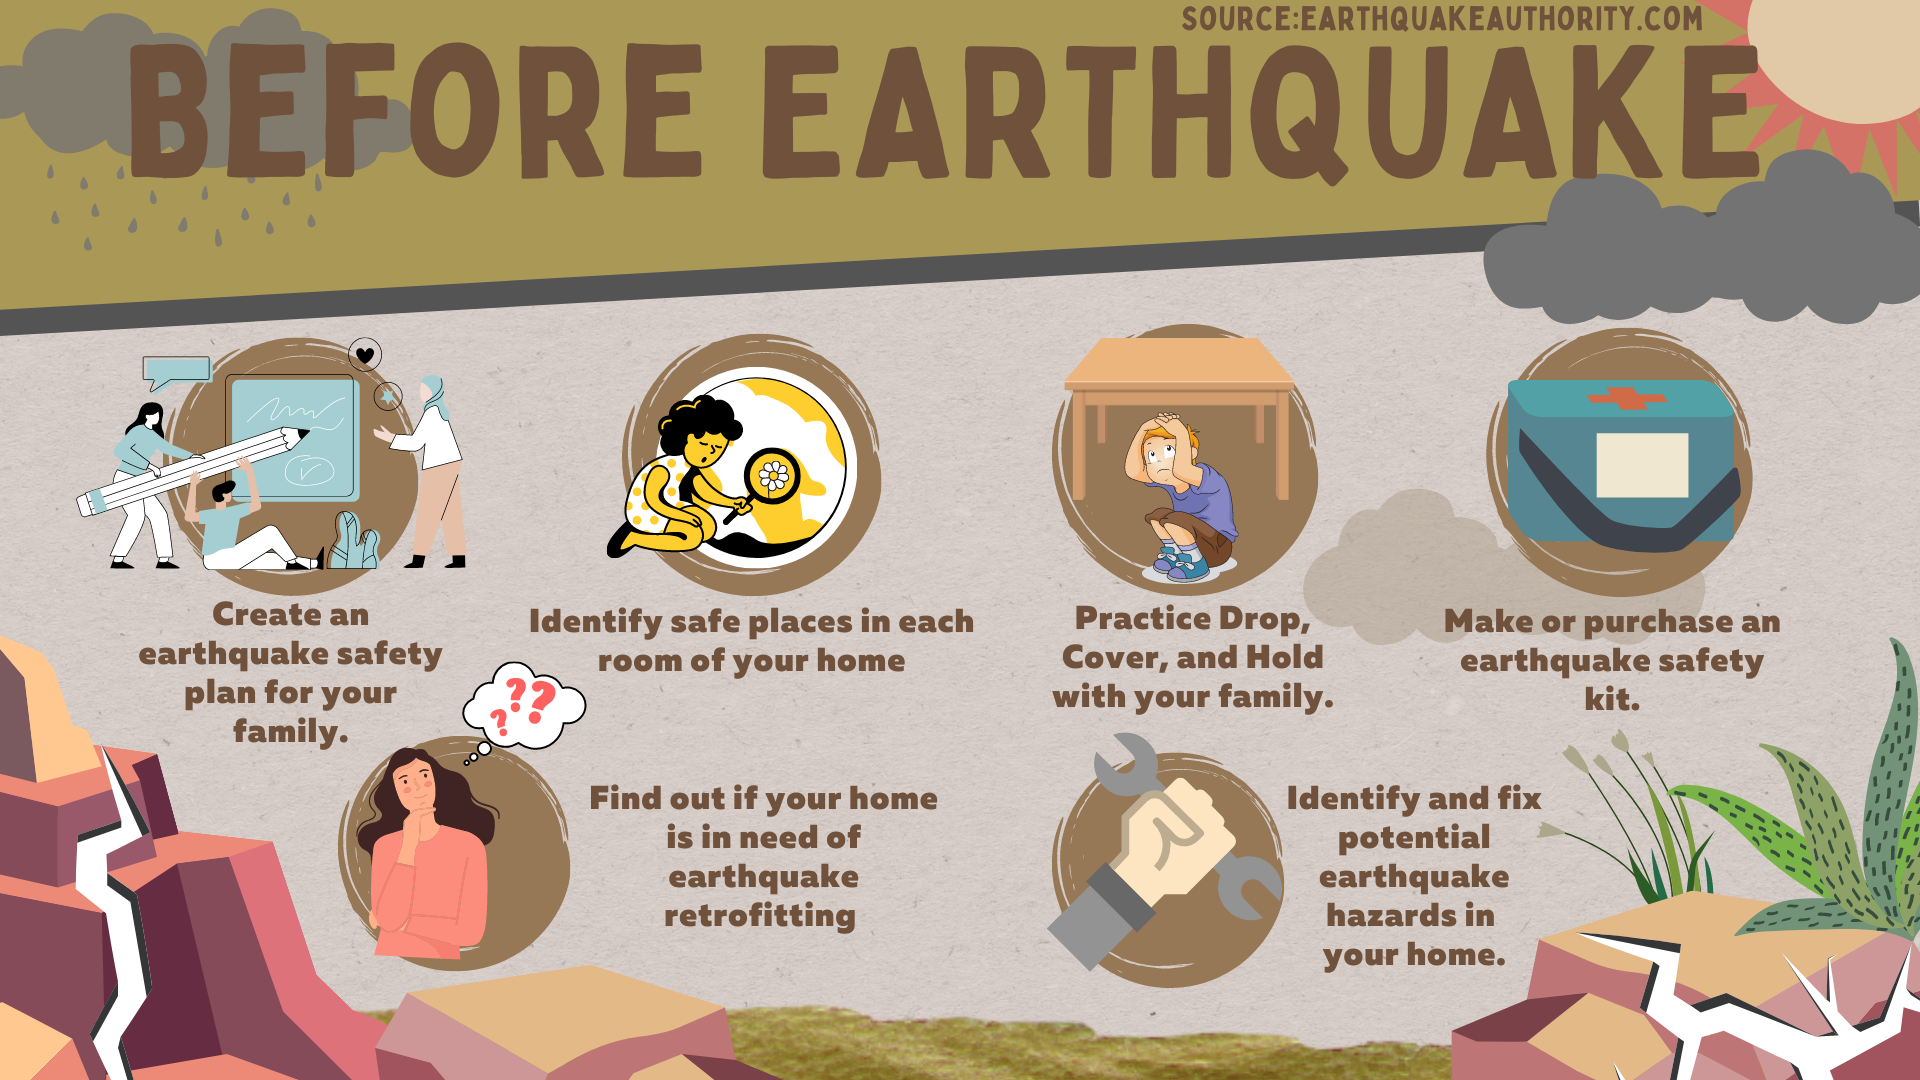 SOURCE:EARTHQUAKEAUTHORITY.COM
BEFORE EARTHQUAKE
Create an
earthquake safety
plan for your
family.
Identify safe places in each
room of your home
Practice Drop,
Cover, and Hold
with your family.
Make or purchase an
earthquake safety
kit.
???
Find out if your home
is in need of
earthquake
retrofitting
Identify and fix
potential
earthquake
hazards in
your home.